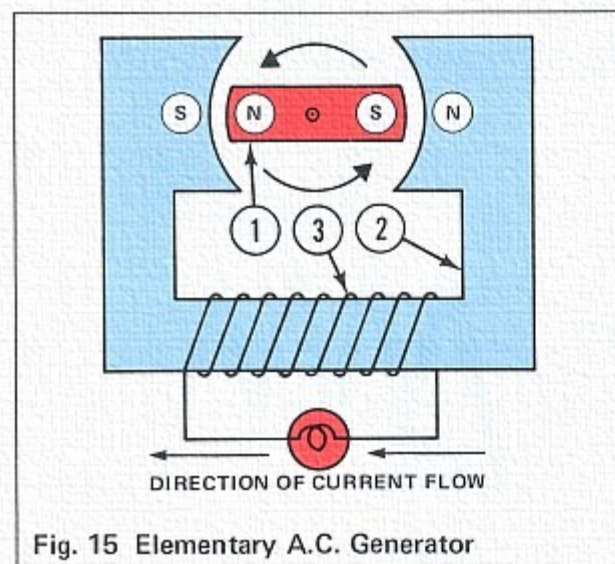 S N S N
1 3 2
DIRECTION OF CURRENT FLOW
Fig. 15 Elementary A.C. Generator